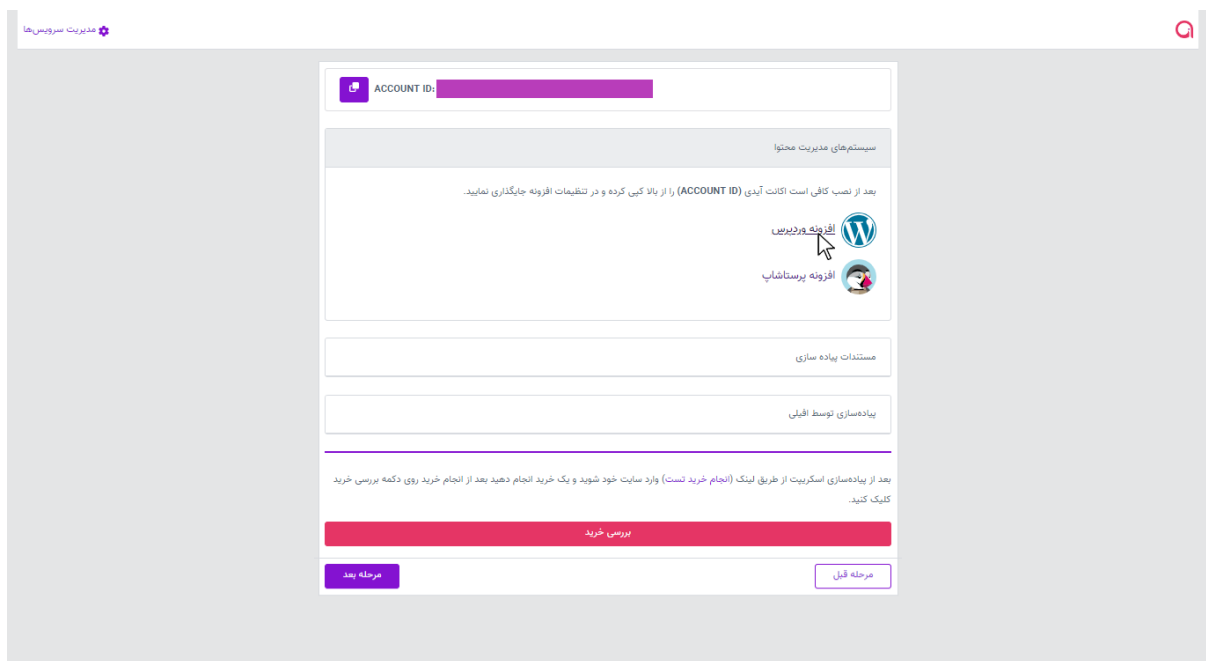 مدیریت سرویس‌ها
ACCOUNT ID:
سیستم‌های مدیریت محتوا
بعد از نصب کافی است اکانت آیدی (ACCOUNT ID) را از بالا کپی کرده و در تنظیمات افزونه جایگذاری نمایید.
افزونه وردپرس
افزونه پرستاشاپ
مستندات پیاده سازی
پیاده‌سازی توسط افیلی
بعد از پیاده‌سازی اسکریپت از طریق لینک (انجام خرید تست) وارد سایت خود شوید و یک خرید انجام دهید بعد از انجام خرید روی دکمه بررسی خرید
کلیک کنید.
بررسی خرید
مرحله قبل
مرحله بعد